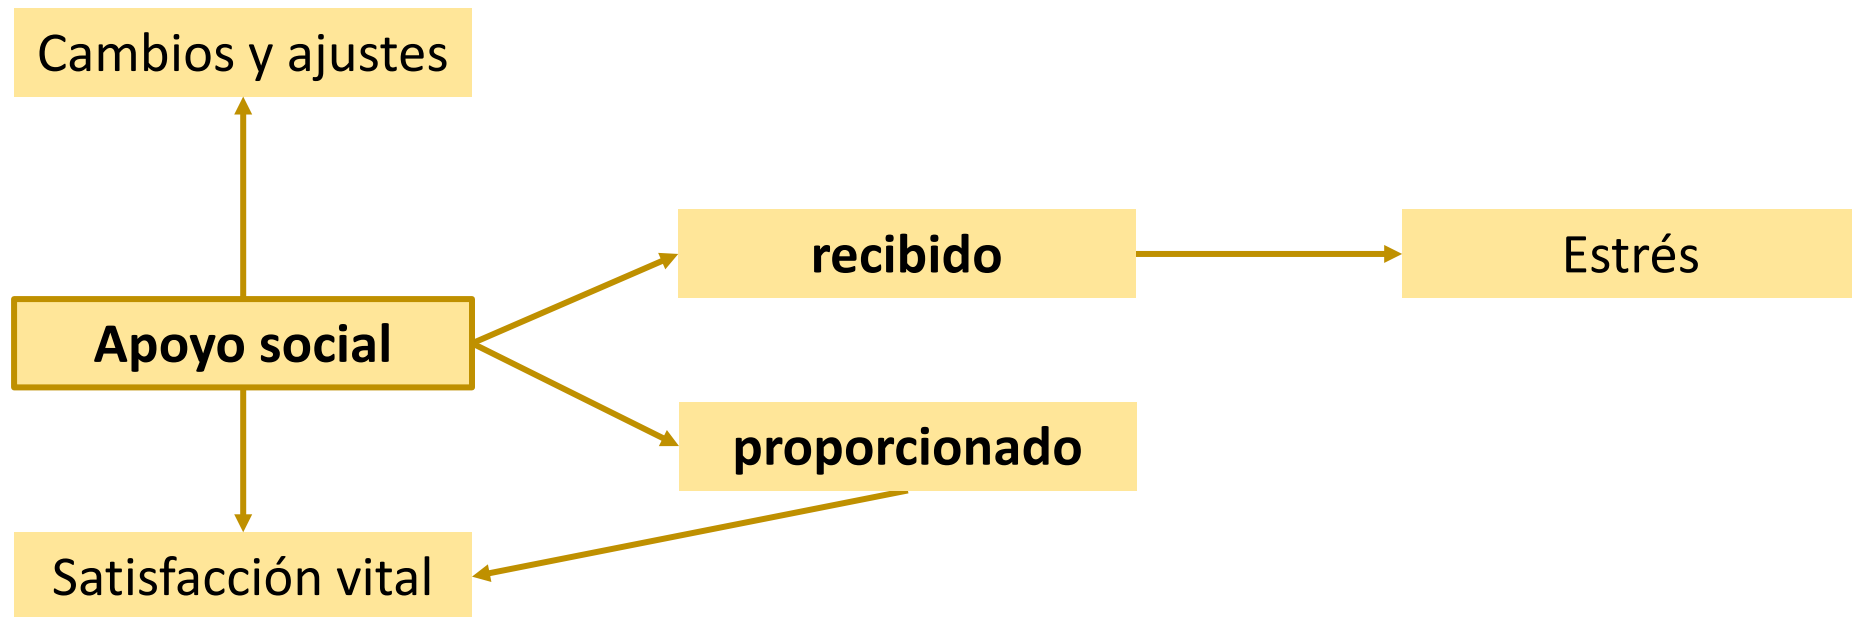 Cambios y ajustes
recibido
Estrés
Apoyo social
proporcionado
Satisfacción vital